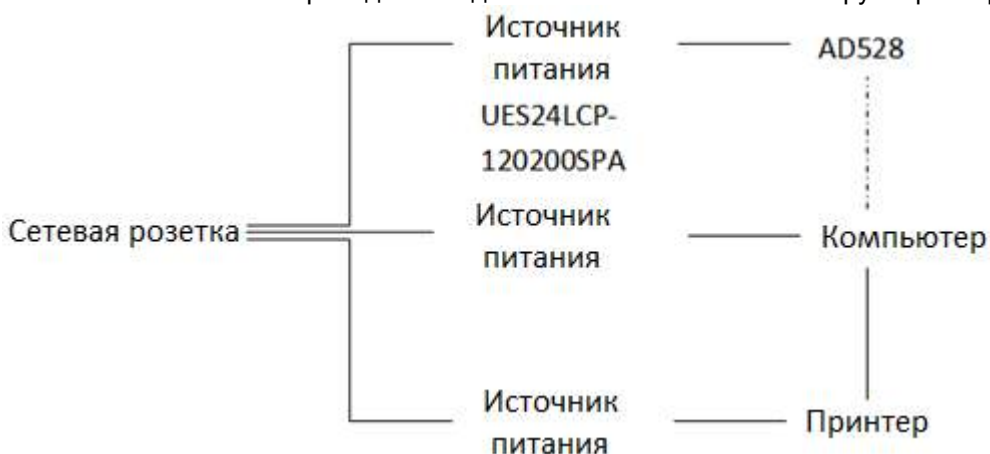 Источник
питания
UES24LCP-
120200SPA
AD528
Сетевая розетка
Источник
питания
Компьютер
Источник
питания
Принтер